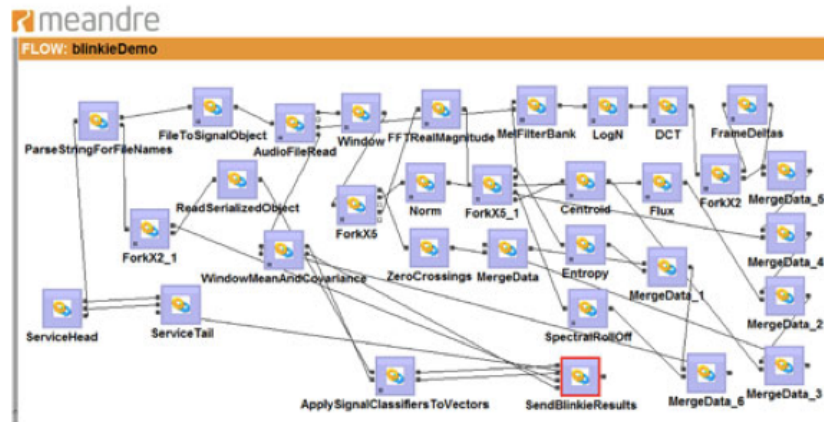 meandre
FLOW: blinkieDemo
ParseStringForFileNames
FileToSignalObject
AudioFileRead
Window
FFTRealMagnitude
MelFilterBank
LogN
DCT
FrameDeltas
ReadSerializedObject
ForkX5
Norm
ForkX5_1
Centroid
Flux
ForkX2
MergeData_5
ForkX2_1
WindowMeanAndCovariance
ZeroCrossings
MergeData
Entropy
MergeData_1
MergeData_4
ServiceHead
ServiceTail
SpectralRollOff
MergeData_2
ApplySignalClassifiersToVectors
SendBlinkieResults
MergeData_6
MergeData_3